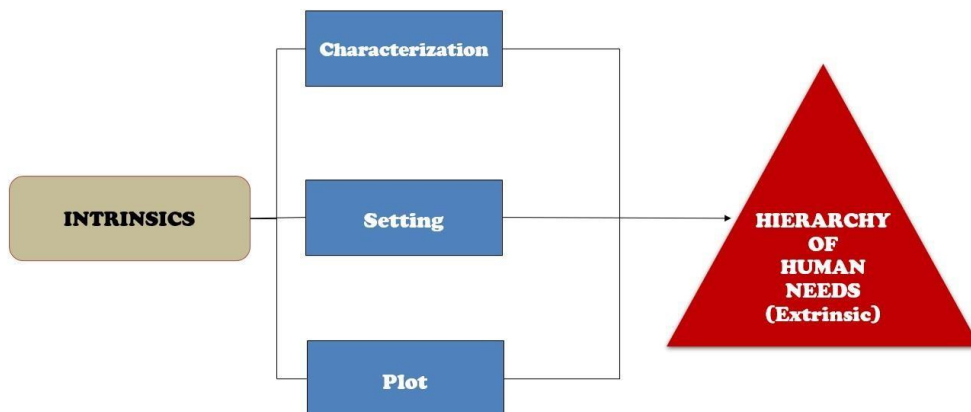 Characterization
INTRINSICS
Setting
Plot
HIERARCHY
OF
HUMAN
NEEDS
(Extrinsic)